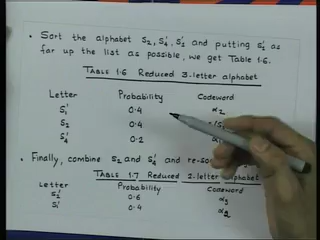 • Sort the alphabet S2, S4', S1' and putting S1' as
far up the list as possible, we get Table 1.6.
TABLE 1.6 Reduced 3-letter alphabet
Letter Probability Codeword
S1' 0.4 α2
S2 0.4
S4' 0.2
• Finally, combine S2 and S4' and
TABLE 1.7 Reduced 2-letter alphabet
Letter Probability Codeword
S2' 0.6 α3
S1' 0.4 α2